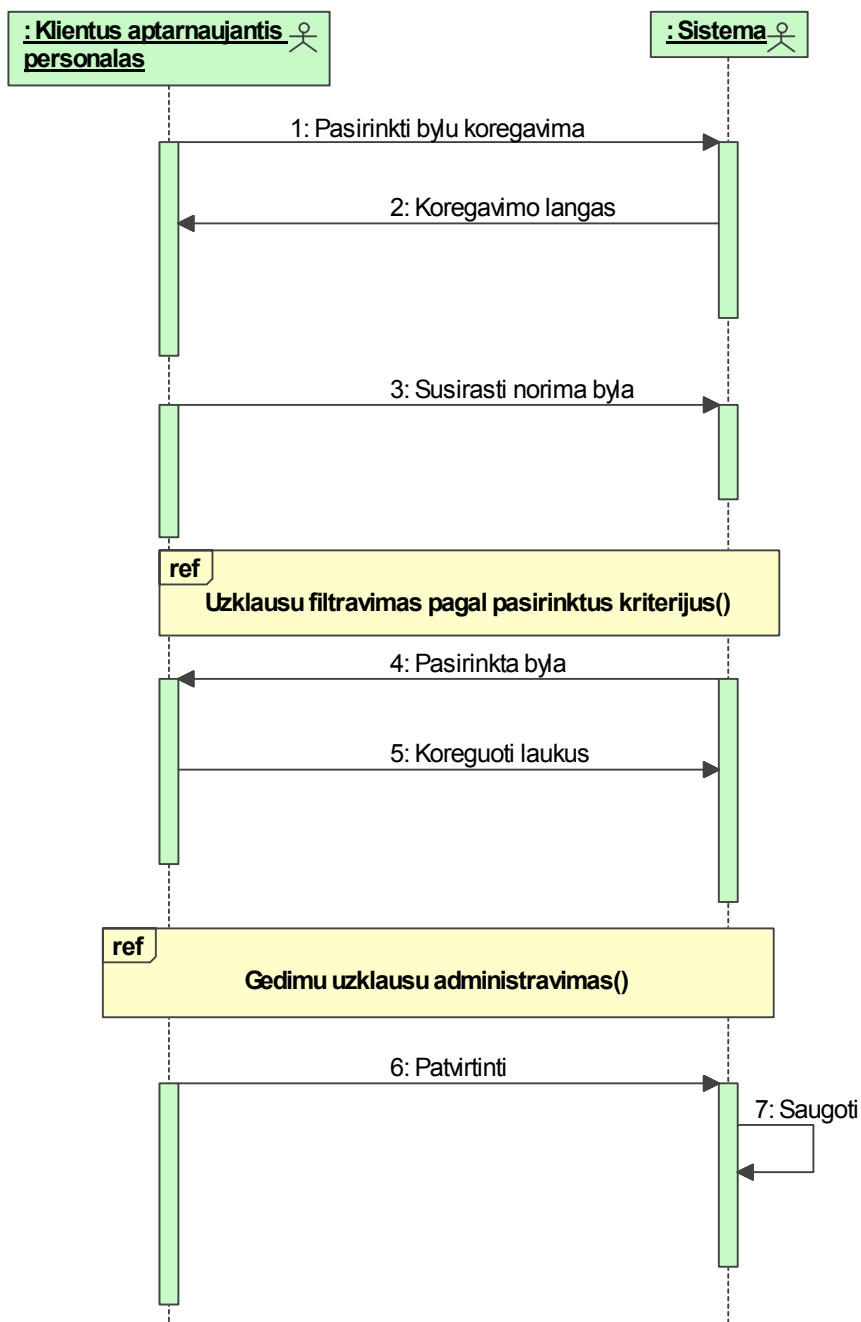 : Klientus aptarnaujantis
personalas
: Sistema
1: Pasirinkti bylu koregavima
2: Koregavimo langas
3: Susirasti norima byla
ref
Uzklausu filtravimas pagal pasirinktus kriterijus()
4: Pasirinkta byla
5: Koreguoti laukus
ref
Gedimu uzklausu administravimas()
6: Patvirtinti
7: Saugoti